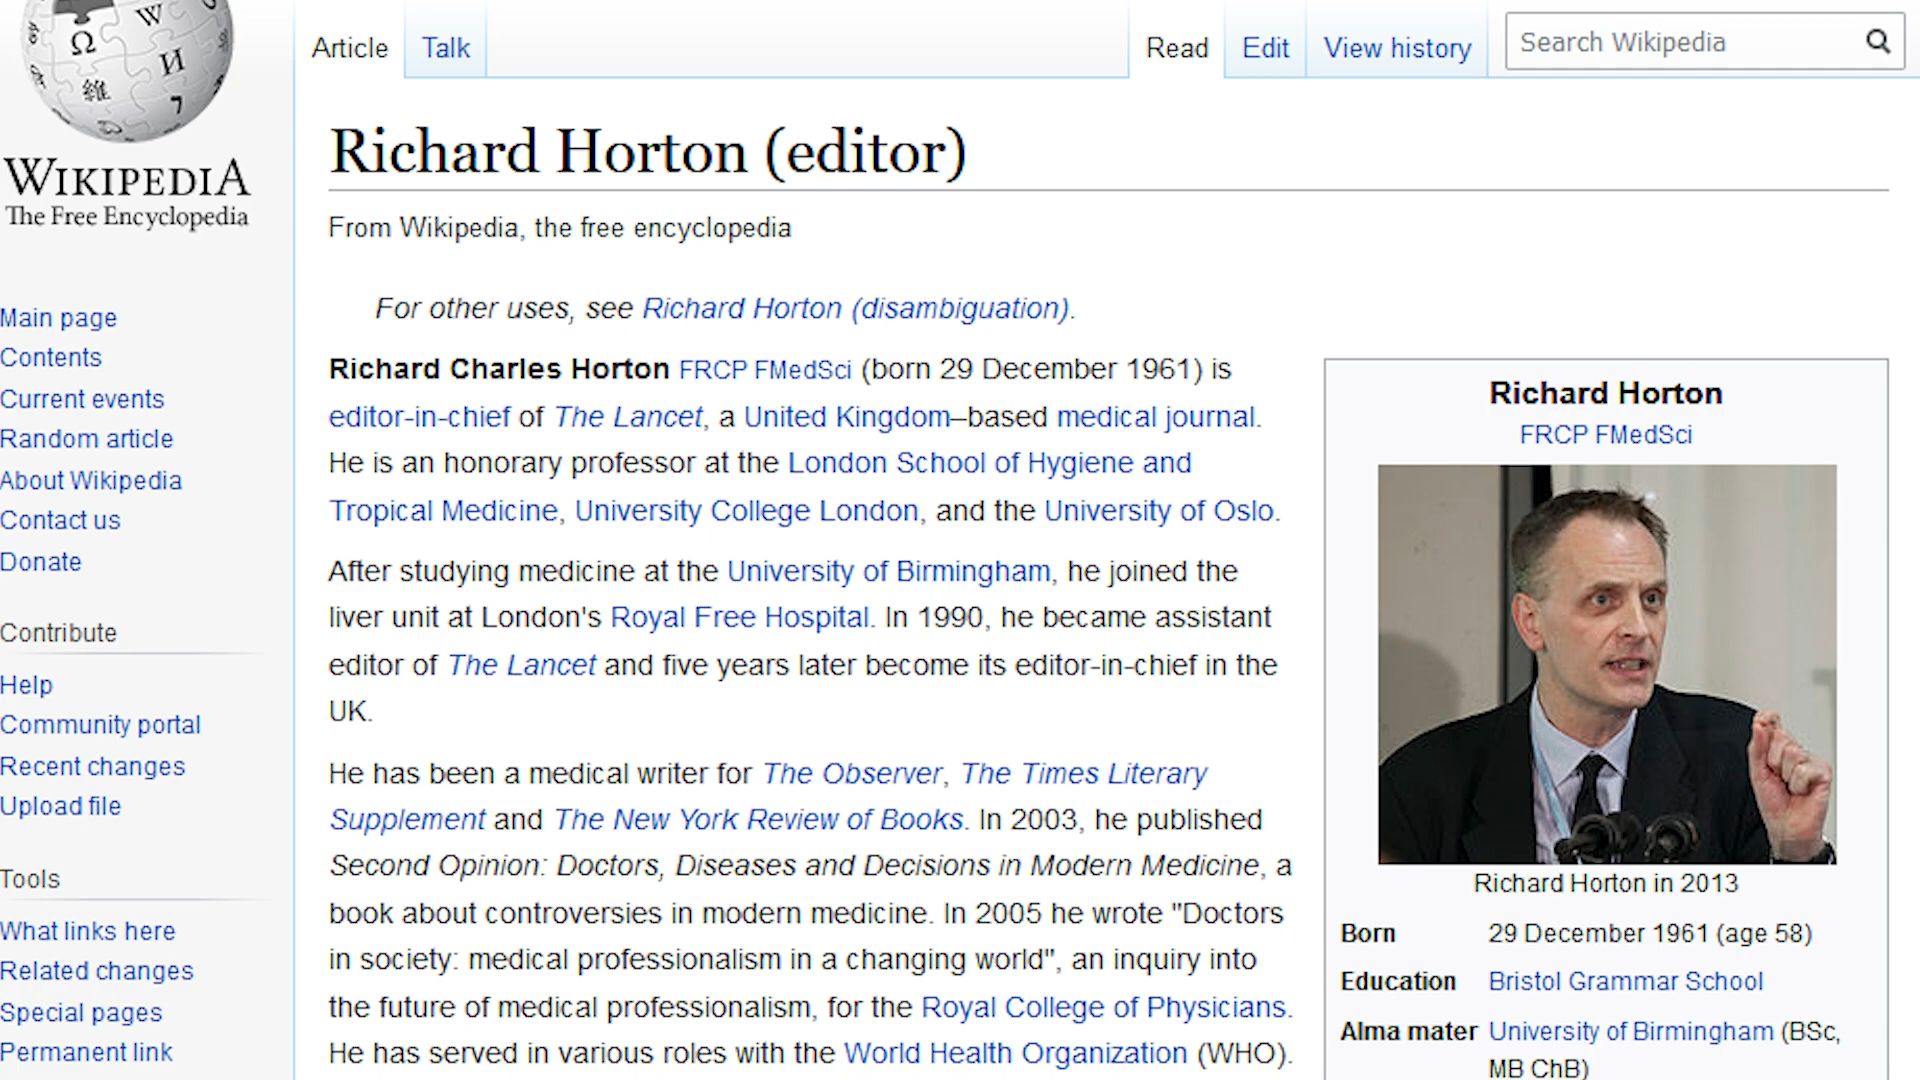 Article
Talk
Read
Edit
View history
Search Wikipedia
WIKIPEDIA
The Free Encyclopedia
Main page
Contents
Current events
Random article
About Wikipedia
Contact us
Donate
Contribute
Help
Community portal
Recent changes
Upload file
Tools
What links here
Related changes
Special pages
Permanent link
Richard Horton (editor)
From Wikipedia, the free encyclopedia
For other uses, see Richard Horton (disambiguation).
Richard Charles Horton FRCP FMedSci (born 29 December 1961) is
editor-in-chief of The Lancet, a United Kingdom–based medical journal.
He is an honorary professor at the London School of Hygiene and
Tropical Medicine, University College London, and the University of Oslo.
After studying medicine at the University of Birmingham, he joined the
liver unit at London's Royal Free Hospital. In 1990, he became assistant
editor of The Lancet and five years later become its editor-in-chief in the
UK.
He has been a medical writer for The Observer, The Times Literary
Supplement and The New York Review of Books. In 2003, he published
Second Opinion: Doctors, Diseases and Decisions in Modern Medicine, a
book about controversies in modern medicine. In 2005 he wrote "Doctors
in society: medical professionalism in a changing world", an inquiry into
the future of medical professionalism, for the Royal College of Physicians.
He has served in various roles with the World Health Organization (WHO).
Richard Horton
FRCP FMedSci
Richard Horton in 2013
Born 29 December 1961 (age 58)
Education Bristol Grammar School
Alma mater University of Birmingham (BSc,
MB ChB)